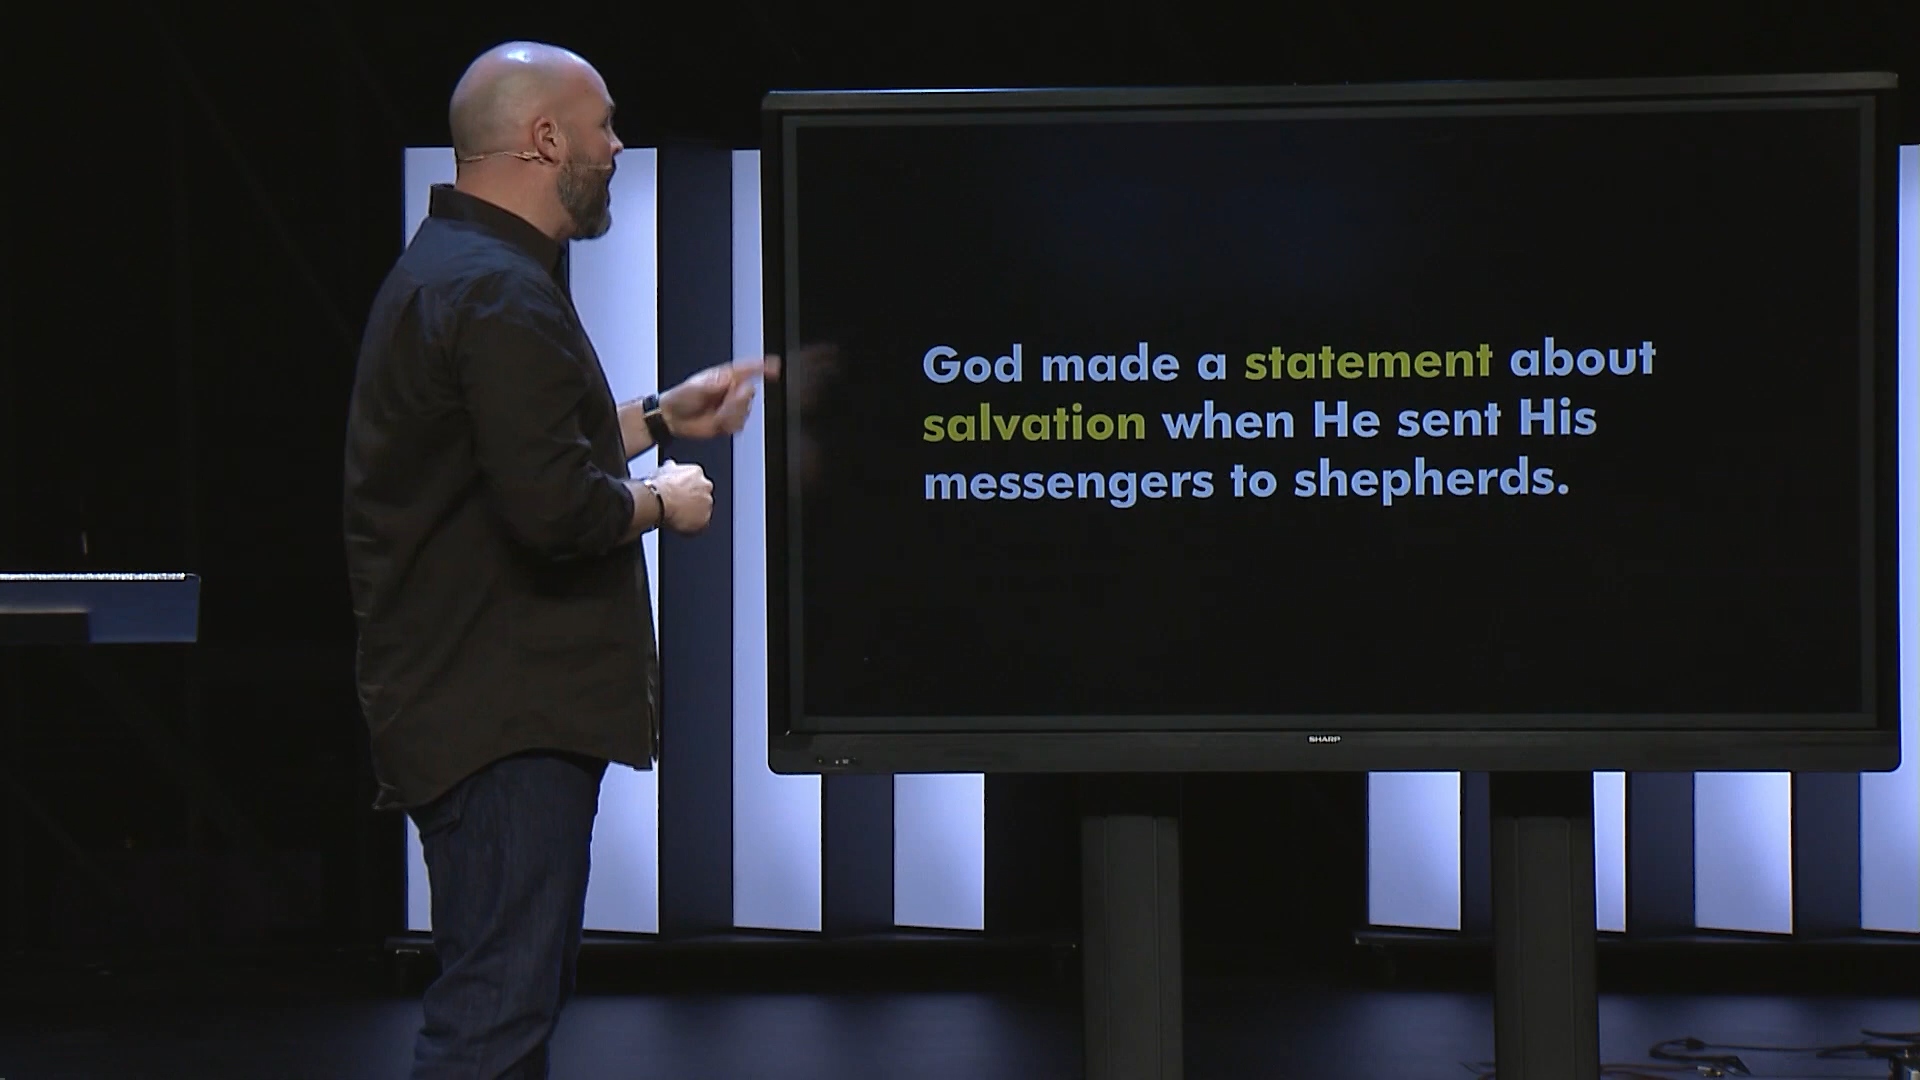 God made a statement about
salvation when He sent His
messengers to shepherds.
SHARP